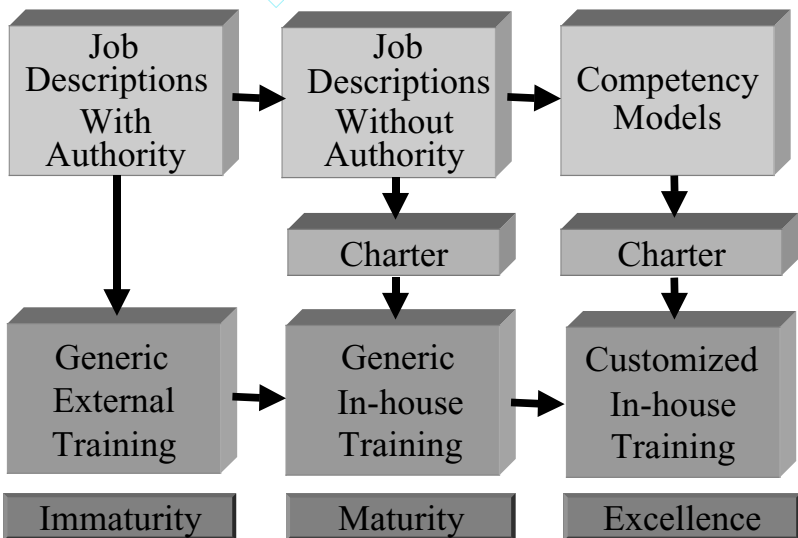 Job
Descriptions
With
Authority
Job
Descriptions
Without
Authority
Competency
Models
Charter
Charter
Generic
External
Training
Generic
In-house
Training
Customized
In-house
Training
Immaturity
Maturity
Excellence